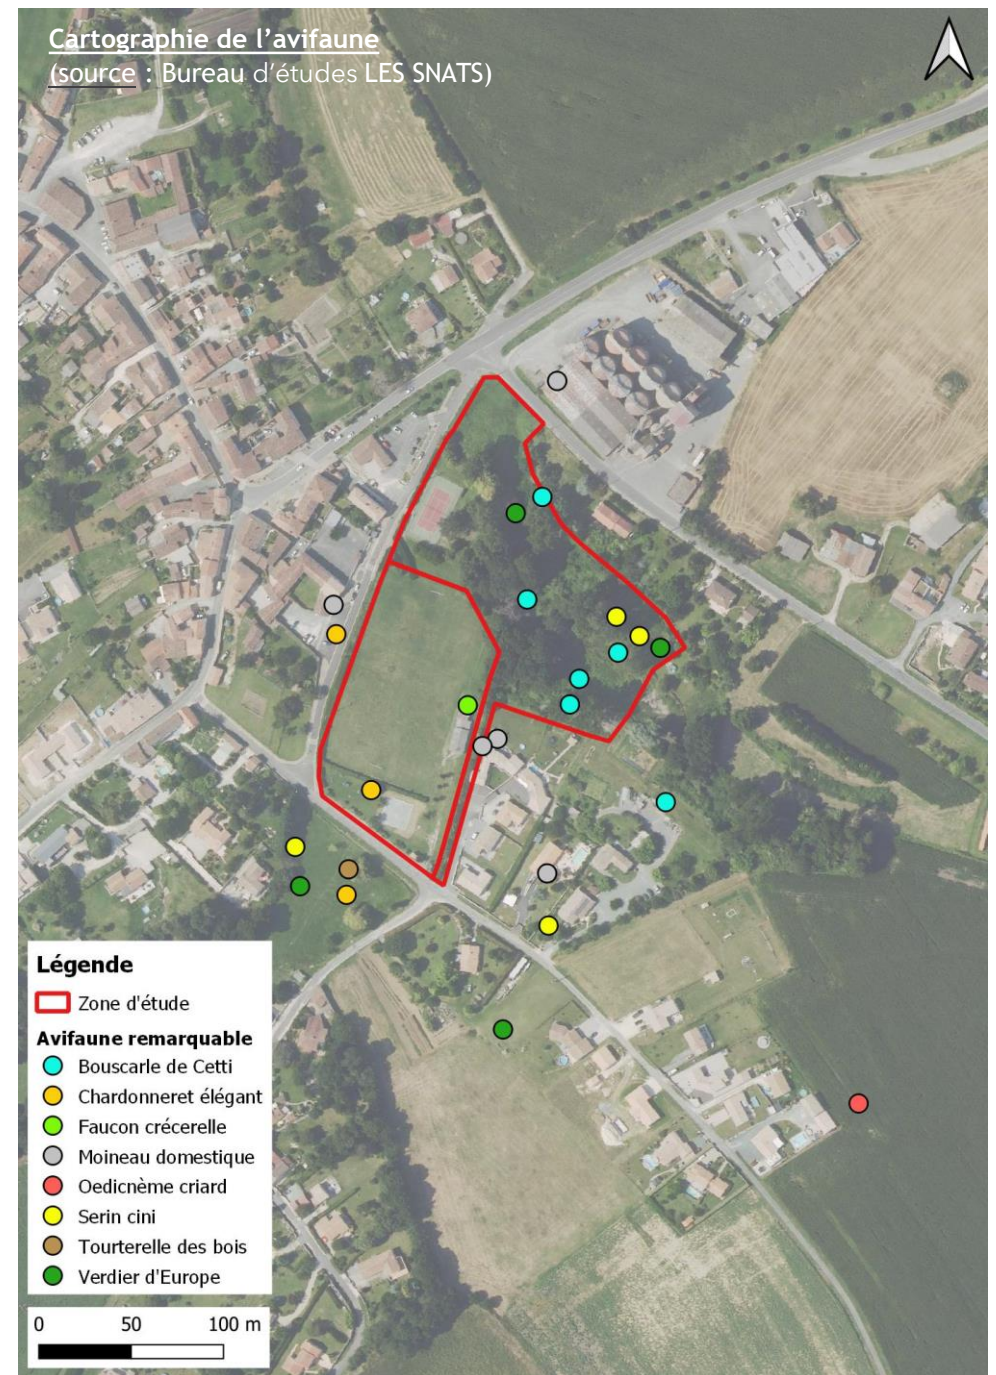 Cartographie de l’avifaune
(source : Bureau d’études LES SNATS)
Légende
Zone d'étude
Avifaune remarquable
Bouscarle de Cetti
Chardonneret élégant
Faucon crécerelle
Moineau domestique
Oedicnème criard
Serin cini
Tourterelle des bois
Verdier d'Europe
0 50 100 m